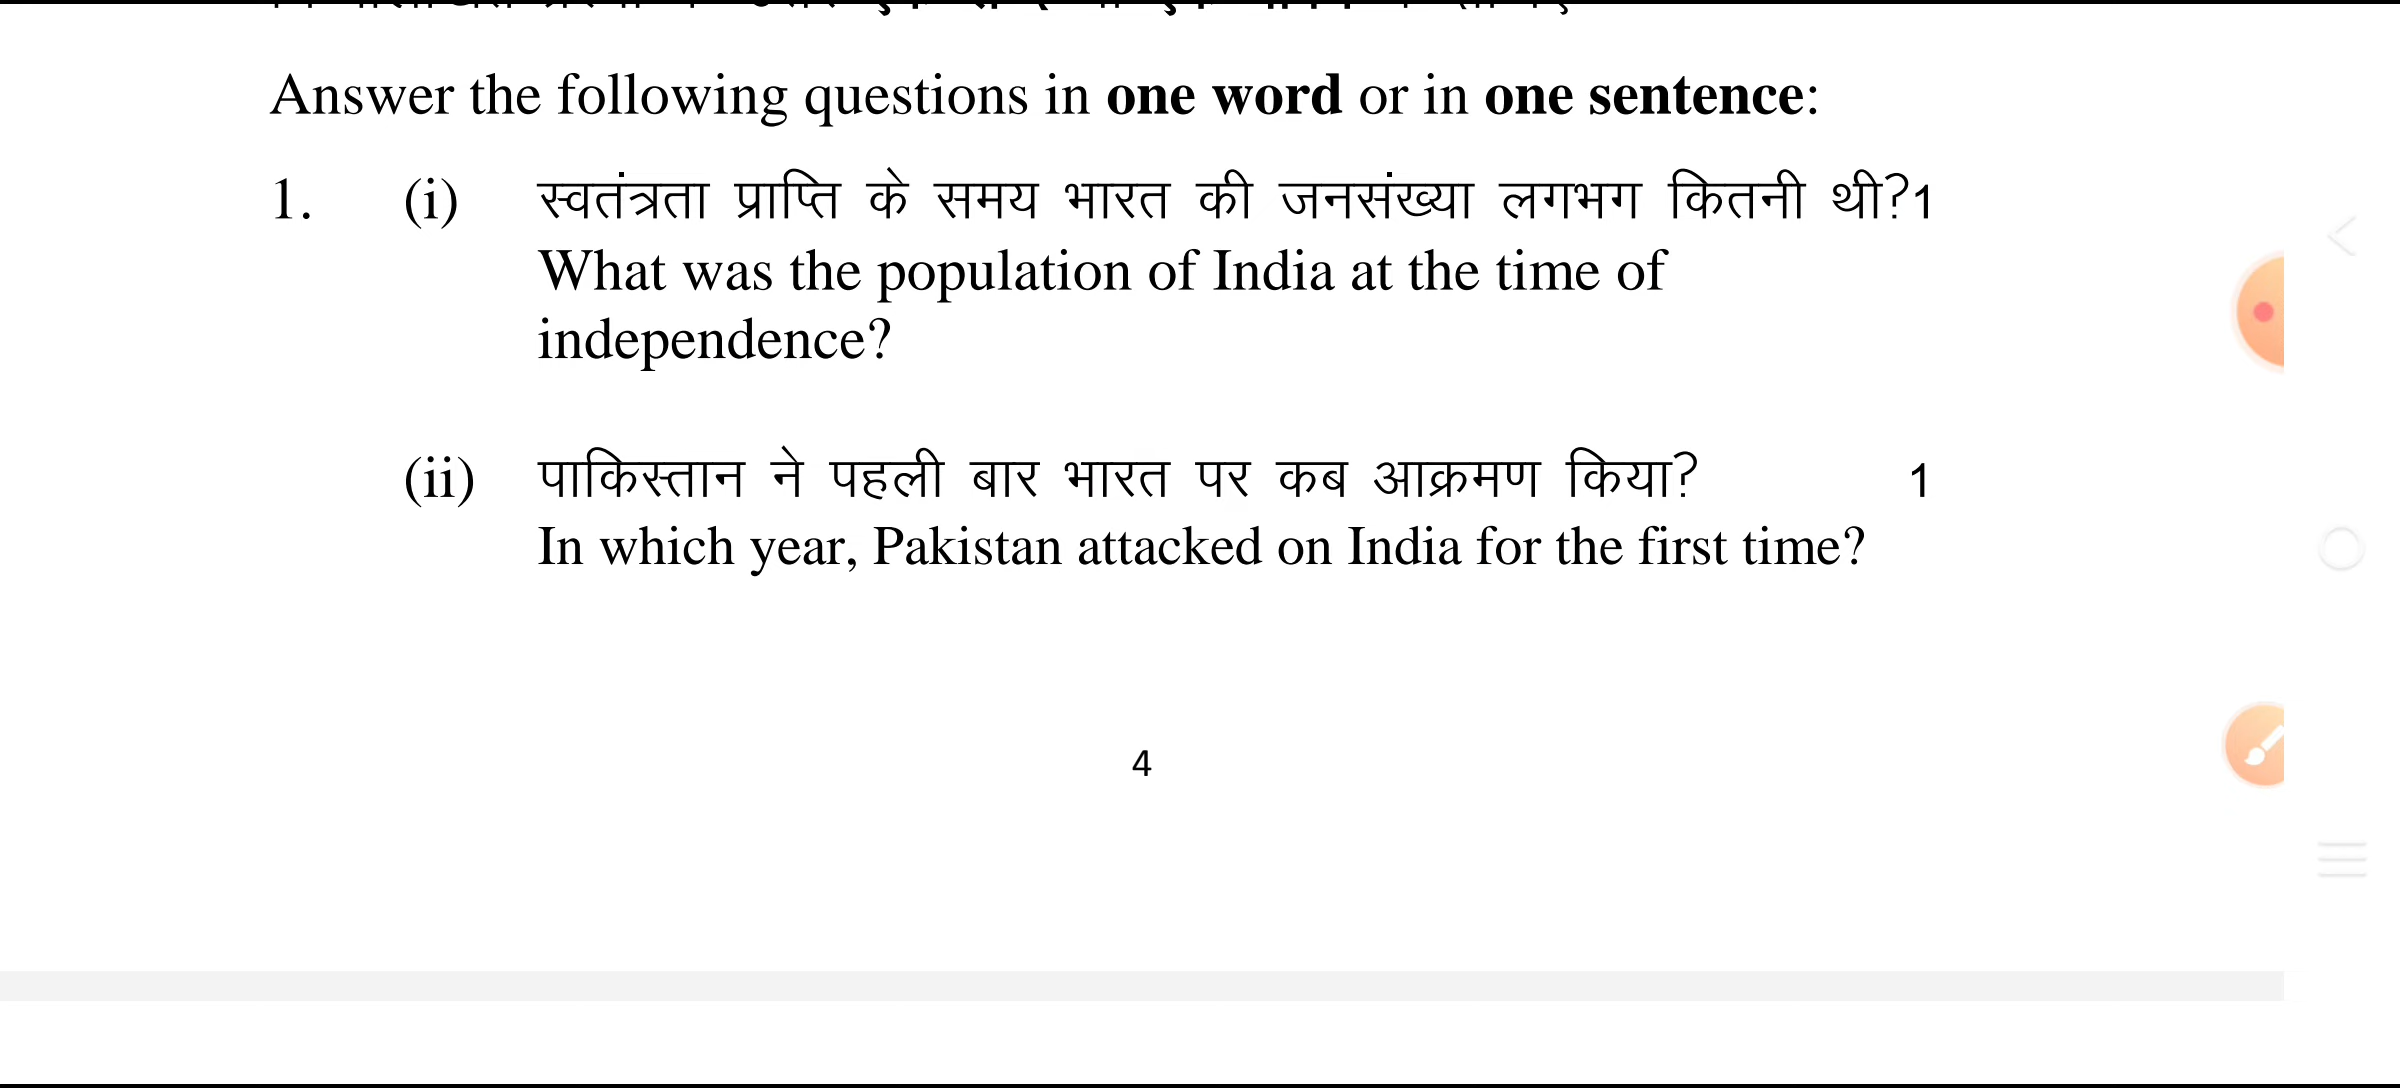 Answer the following questions in one word or in one sentence:
1. (i) स्वतंत्रता प्राप्ति के समय भारत की जनसंख्या लगभग कितनी थी?1
What was the population of India at the time of
independence?
(ii) पाकिस्तान ने पहली बार भारत पर कब आक्रमण किया? 1
In which year, Pakistan attacked on India for the first time?
4